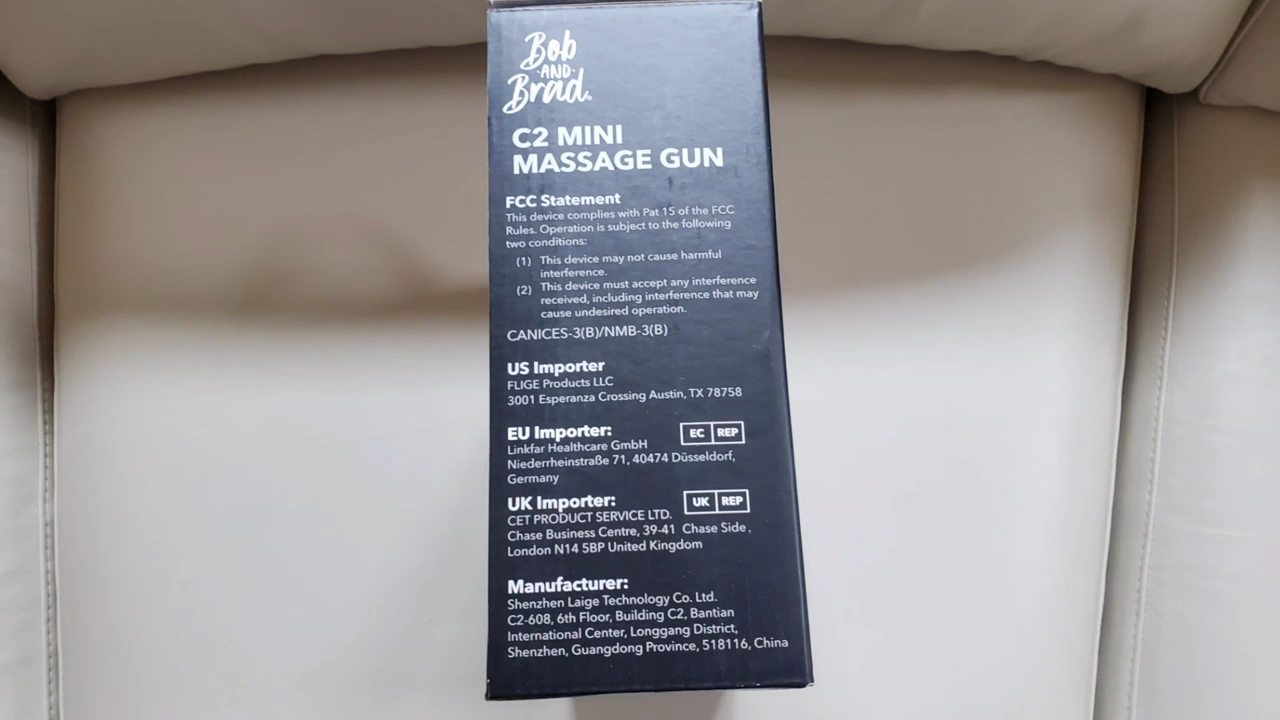 Bob
AND
Brad®
C2 MINI
MASSAGE GUN
FCC Statement
This device complies with Pat 15 of the FCC
Rules. Operation is subject to the following
two conditions:
(1) This device may not cause harmful
interference.
(2) This device must accept any interference
received, including interference that may
cause undesired operation.
CANICES-3(B)/NMB-3(B)
US Importer
FLIGE Products LLC
3001 Esperanza Crossing Austin, TX 78758
EU Importer: EC REP
Linkfar Healthcare GmbH
Niederrheinstraße 71, 40474 Düsseldorf,
Germany
UK Importer: UK REP
CET PRODUCT SERVICE LTD.
Chase Business Centre, 39-41 Chase Side,
London N14 5BP United Kingdom
Manufacturer:
Shenzhen Laige Technology Co. Ltd.
C2-608, 6th Floor, Building C2, Bantian
International Center, Longgang District,
Shenzhen, Guangdong Province, 518116, China